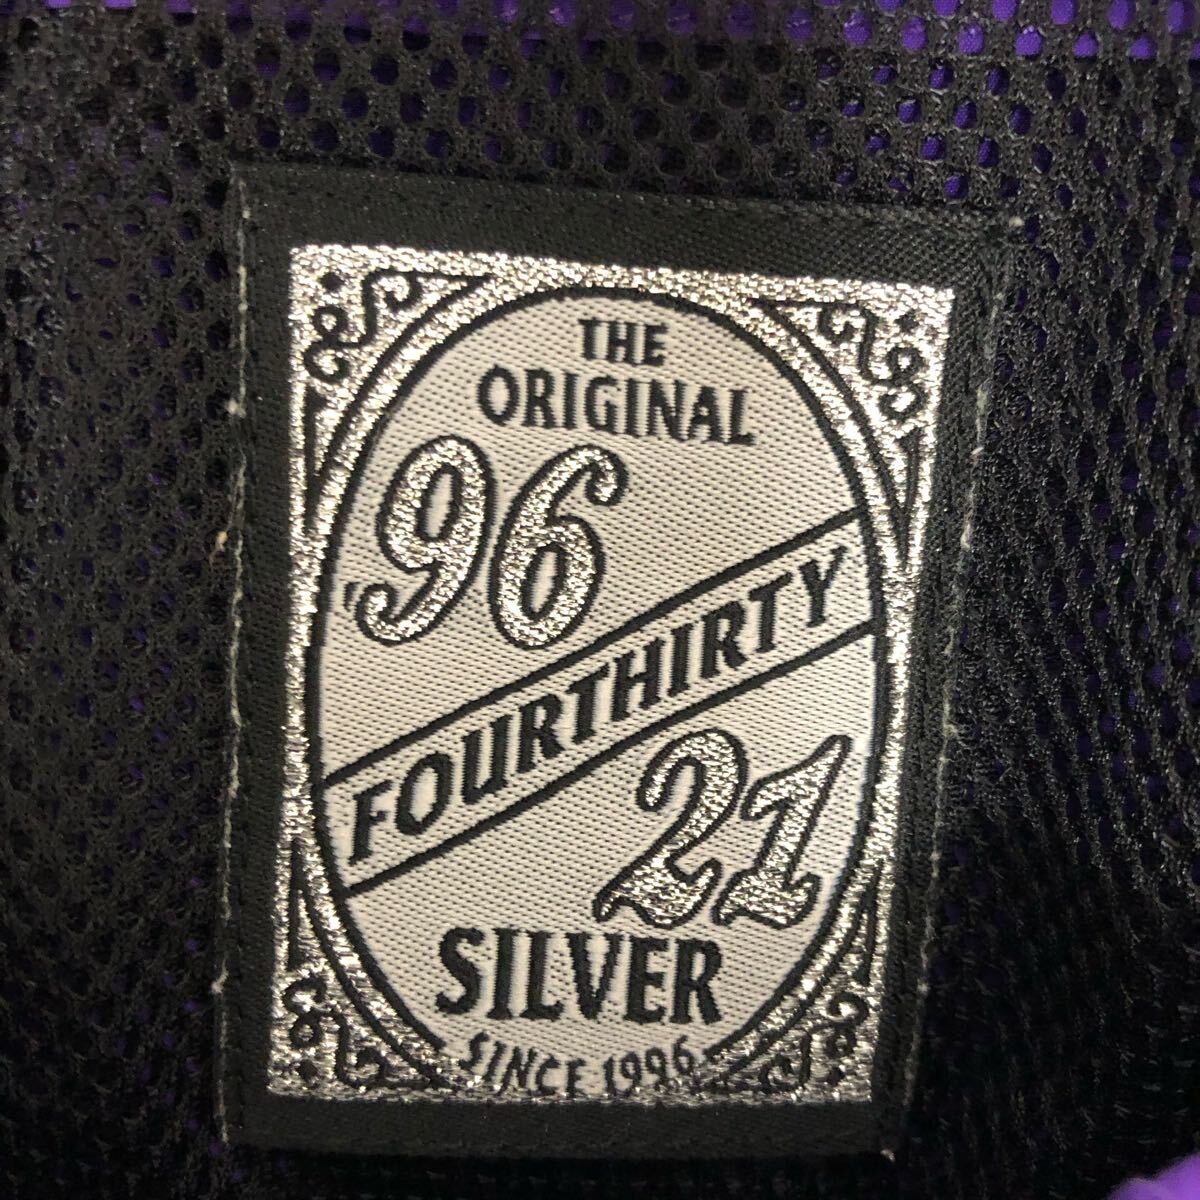 THE
ORIGINAL
'96
FOURTHIRTY
21
SILVER
SINCE 1996